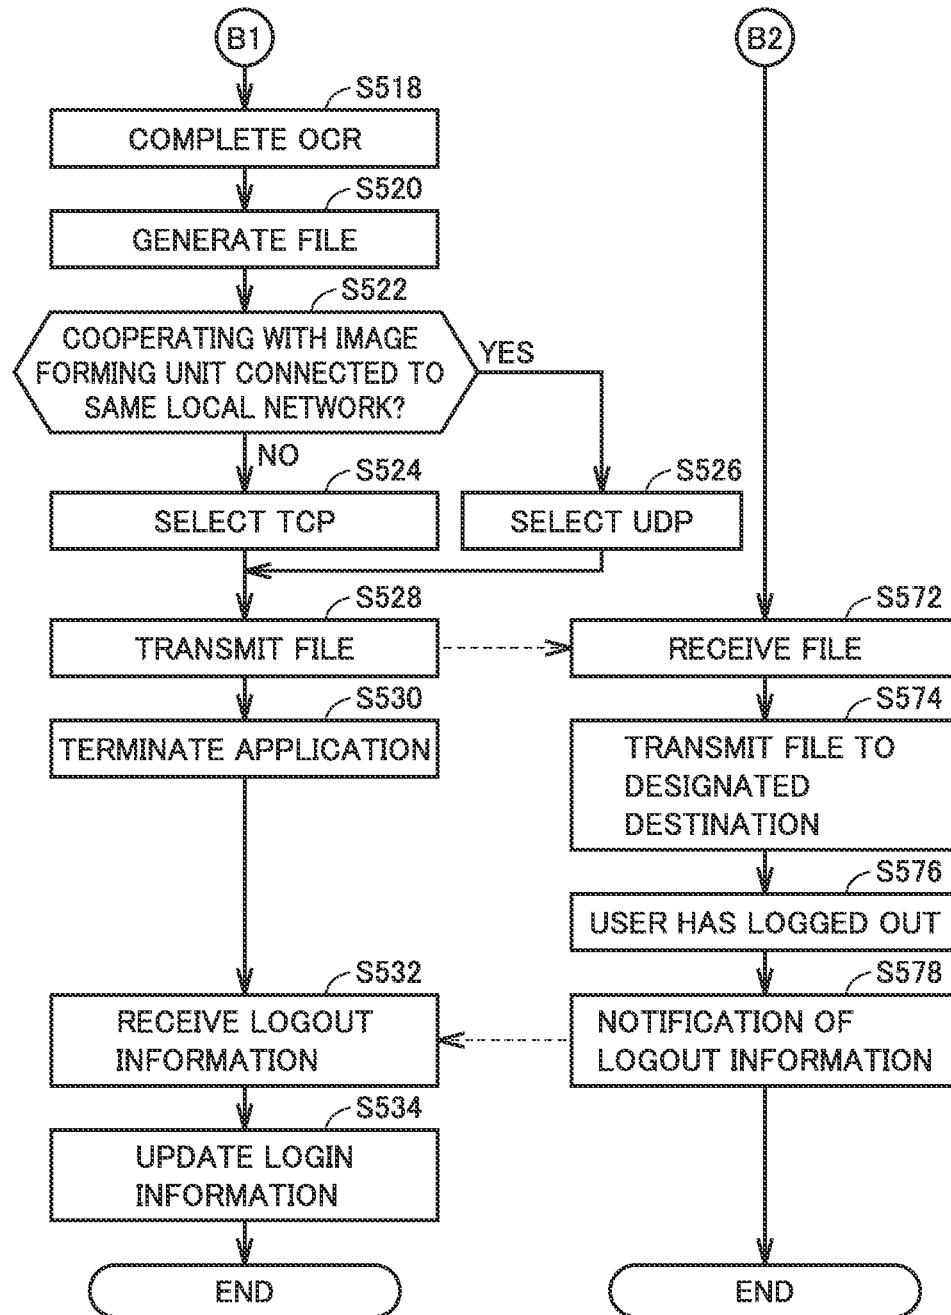 B1
B2
S518
COMPLETE OCR
S520
GENERATE FILE
S522
COOPERATING WITH IMAGE
FORMING UNIT CONNECTED TO
SAME LOCAL NETWORK?
YES
NO
S524
SELECT TCP
S526
SELECT UDP
S528
TRANSMIT FILE
S572
RECEIVE FILE
S530
TERMINATE APPLICATION
S574
TRANSMIT FILE TO
DESIGNATED
DESTINATION
S576
USER HAS LOGGED OUT
S532
RECEIVE LOGOUT
INFORMATION
S578
NOTIFICATION OF
LOGOUT INFORMATION
S534
UPDATE LOGIN
INFORMATION
END
END